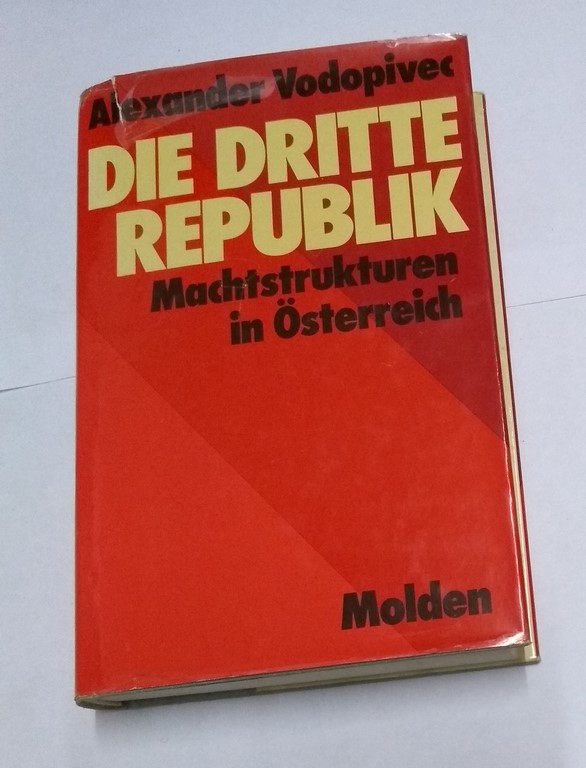 Alexander Vodopivec
DIE DRITTE
REPUBLIK
Machtstrukturen
in Österreich
Molden